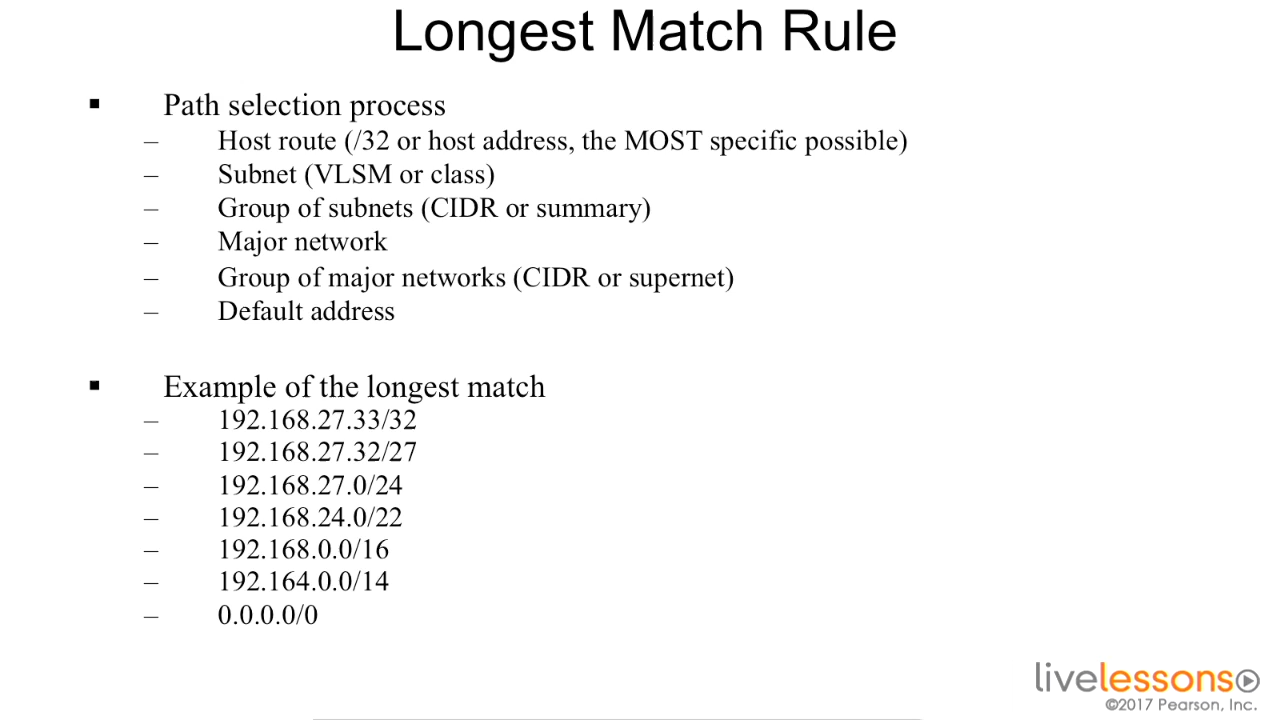 Longest Match Rule
▪ Path selection process
– Host route (/32 or host address, the MOST specific possible)
– Subnet (VLSM or class)
– Group of subnets (CIDR or summary)
– Major network
– Group of major networks (CIDR or supernet)
– Default address
▪ Example of the longest match
– 192.168.27.33/32
– 192.168.27.32/27
– 192.168.27.0/24
– 192.168.24.0/22
– 192.168.0.0/16
– 192.164.0.0/14
– 0.0.0.0/0
livelessons
©2017 Pearson, Inc.